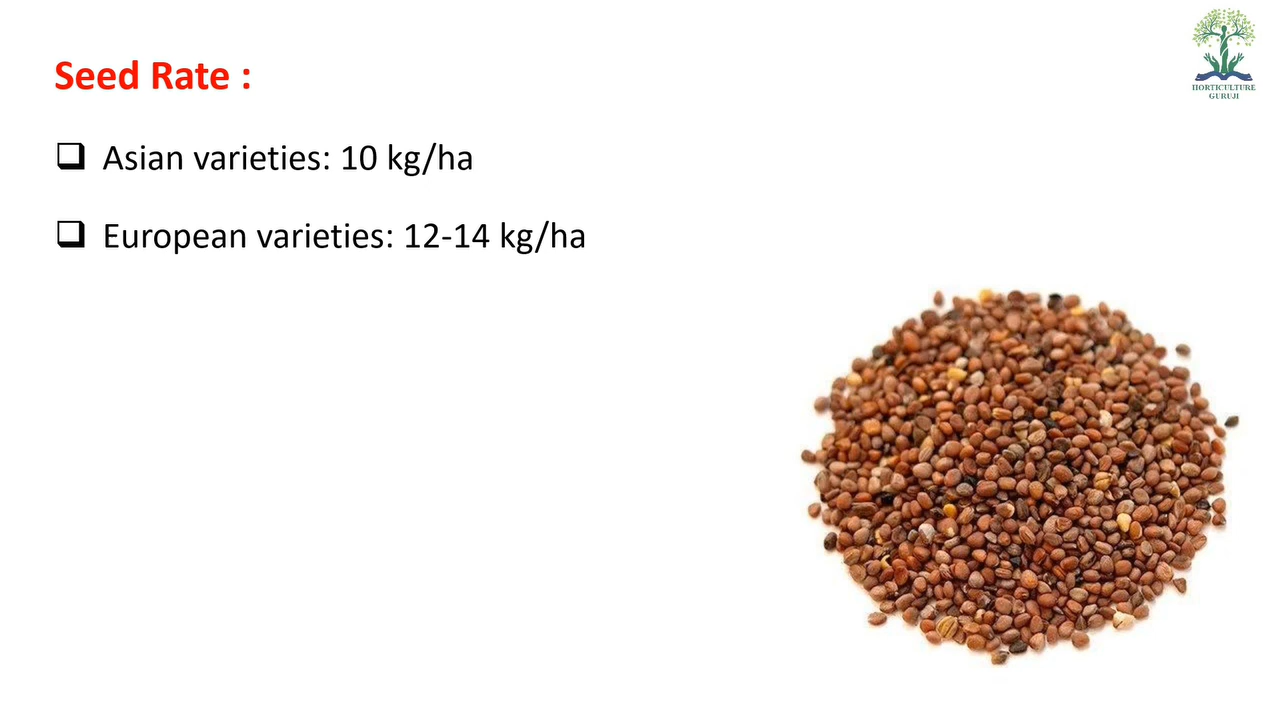 Seed Rate :
Asian varieties: 10 kg/ha
European varieties: 12-14 kg/ha
HORTICULTURE
GURUJI